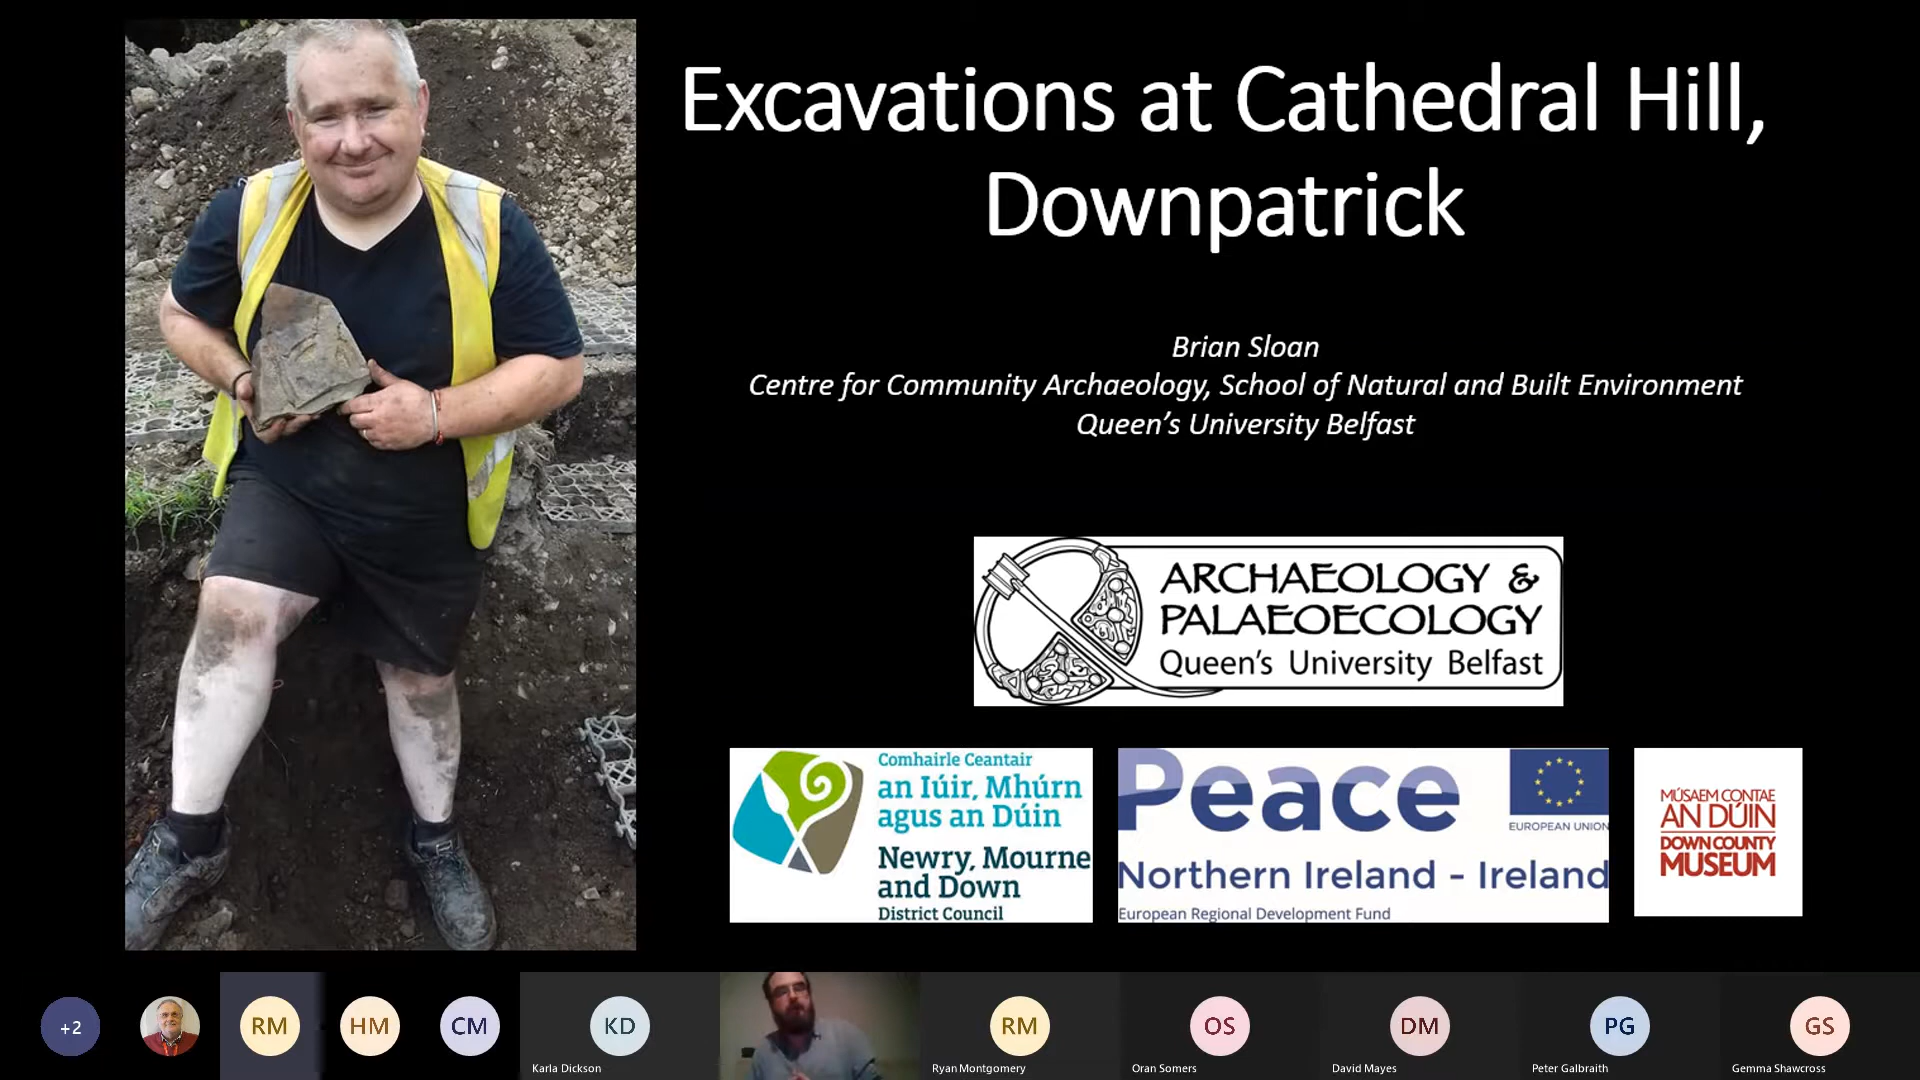 Excavations at Cathedral Hill,
Downpatrick
Brian Sloan
Centre for Community Archaeology, School of Natural and Built Environment
Queen's University Belfast
ARCHAEOLOGY &
PALAEOECOLOGY
Queen's University Belfast
Comhairle Ceantair
an Iúir, Mhúrn
agus an Dúin
Newry, Mourne
and Down
District Council
Peace
EUROPEAN UNION
Northern Ireland - Ireland
European Regional Development Fund
MÚSAEM CONTAE
AN DÚIN
DOWN COUNTY
MUSEUM
+2
RM
HM
CM
KD
Karla Dickson
RM
Ryan Montgomery
OS
Oran Somers
DM
David Mayes
PG
Peter Galbraith
GS
Gemma Shawcross